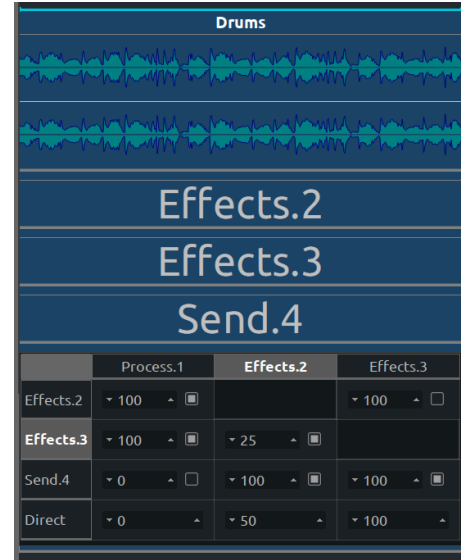 Drums
Effects.2
Effects.3
Send.4
Process.1 Effects.2 Effects.3
Effects.2 100 100
Effects.3 100 25
Send.4 0 100 100
Direct 0 50 100